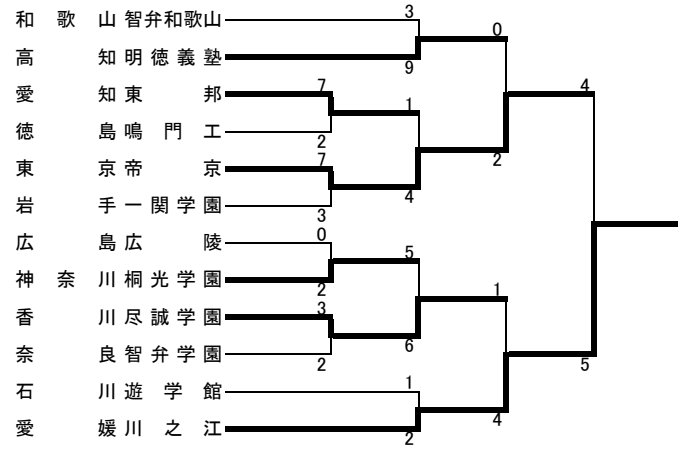 和歌山智弁和歌山
高知明徳義塾
愛知東邦
徳島鳴門工
東京帝京
岩手一関学園
広島広陵
神奈川桐光学園
香川尽誠学園
奈良智弁学園
石川遊学館
愛媛川之江
3
9
7
2
7
3
0
2
3
2
1
4
5
6
1
2
0
2
1
4
4
5